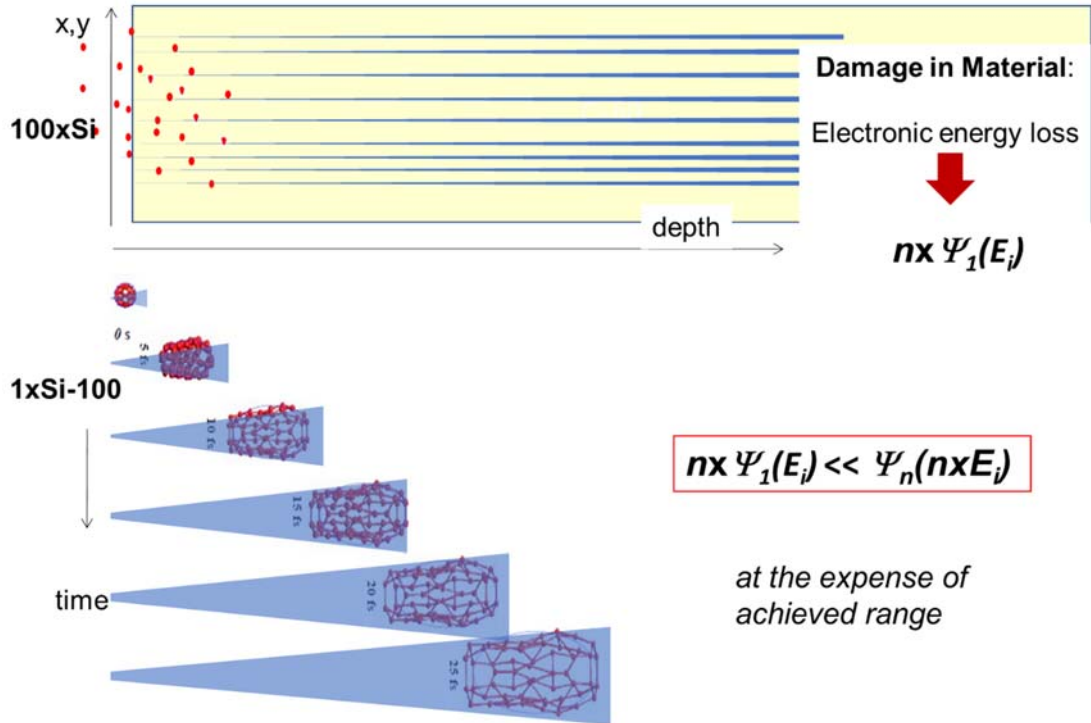 x,y
Damage in Material:
100xSi
Electronic energy loss
depth
nx Ψ₁(Eᵢ)
0 s
5 fs
1xSi-100
10 fs
nx Ψ₁(Eᵢ) << Ψₙ(nxEᵢ)
15 fs
at the expense of
achieved range
time
20 fs
25 fs